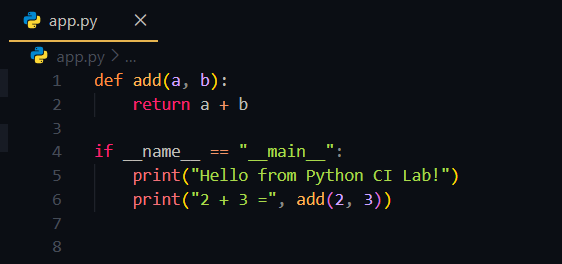 app.py ×
app.py > ...
1 def add(a, b):
2     return a + b
3
4 if __name__ == "__main__":
5     print("Hello from Python CI Lab!")
6     print("2 + 3 =", add(2, 3))
7
8